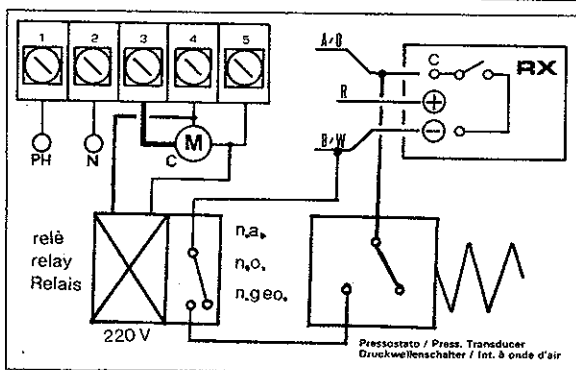 1 2 3 4 5
PH
N
C
M
A/B
R
B/W
C
RX
+
−
relè
relay
Relais
220 V
n.a.
n.o.
n.geo.
Pressostato / Press. Transducer
Druckwellenschalter / Int. à onde d'air